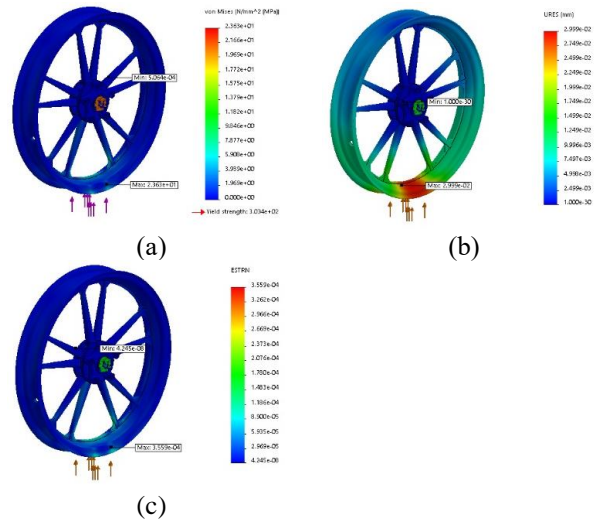 von Mises (N/mm^2 (MPa))
2.363e+01
2.166e+01
1.969e+01
1.772e+01
1.575e+01
1.379e+01
1.182e+01
9.846e+00
7.877e+00
5.908e+00
3.939e+00
1.969e+00
0.000e+00
Yield strength: 3.034e+02
Min: 5.064e-04
Max: 2.363e+01
(a)
URES (mm)
2.999e-02
2.749e-02
2.499e-02
2.249e-02
1.999e-02
1.749e-02
1.499e-02
1.249e-02
9.996e-03
7.497e-03
4.998e-03
2.499e-03
1.000e-30
Min: 1.000e-30
Max: 2.999e-02
(b)
ESTRN
3.559e-04
3.262e-04
2.966e-04
2.669e-04
2.373e-04
2.076e-04
1.780e-04
1.483e-04
1.186e-04
8.900e-05
5.935e-05
2.969e-05
4.245e-08
Min: 4.245e-08
Max: 3.559e-04
(c)